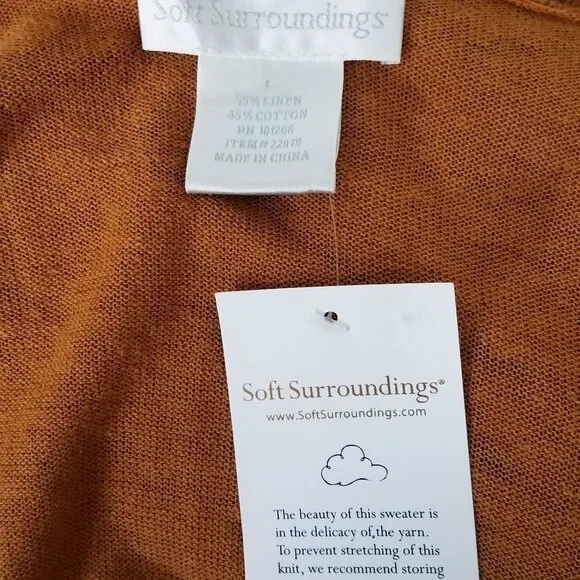 Soft Surroundings
L
55% LINEN
45% COTTON
RN 101286
ITEM# 22878
MADE IN CHINA
Soft Surroundings®
www.SoftSurroundings.com
The beauty of this sweater is
in the delicacy of the yarn.
To prevent stretching of this
knit, we recommend storing